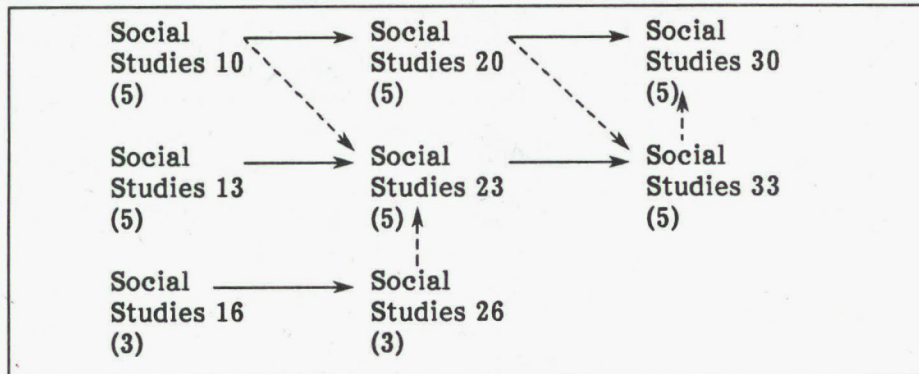 Social
Studies 10
(5)
Social
Studies 20
(5)
Social
Studies 30
(5)
Social
Studies 13
(5)
Social
Studies 23
(5)
Social
Studies 33
(5)
Social
Studies 16
(3)
Social
Studies 26
(3)